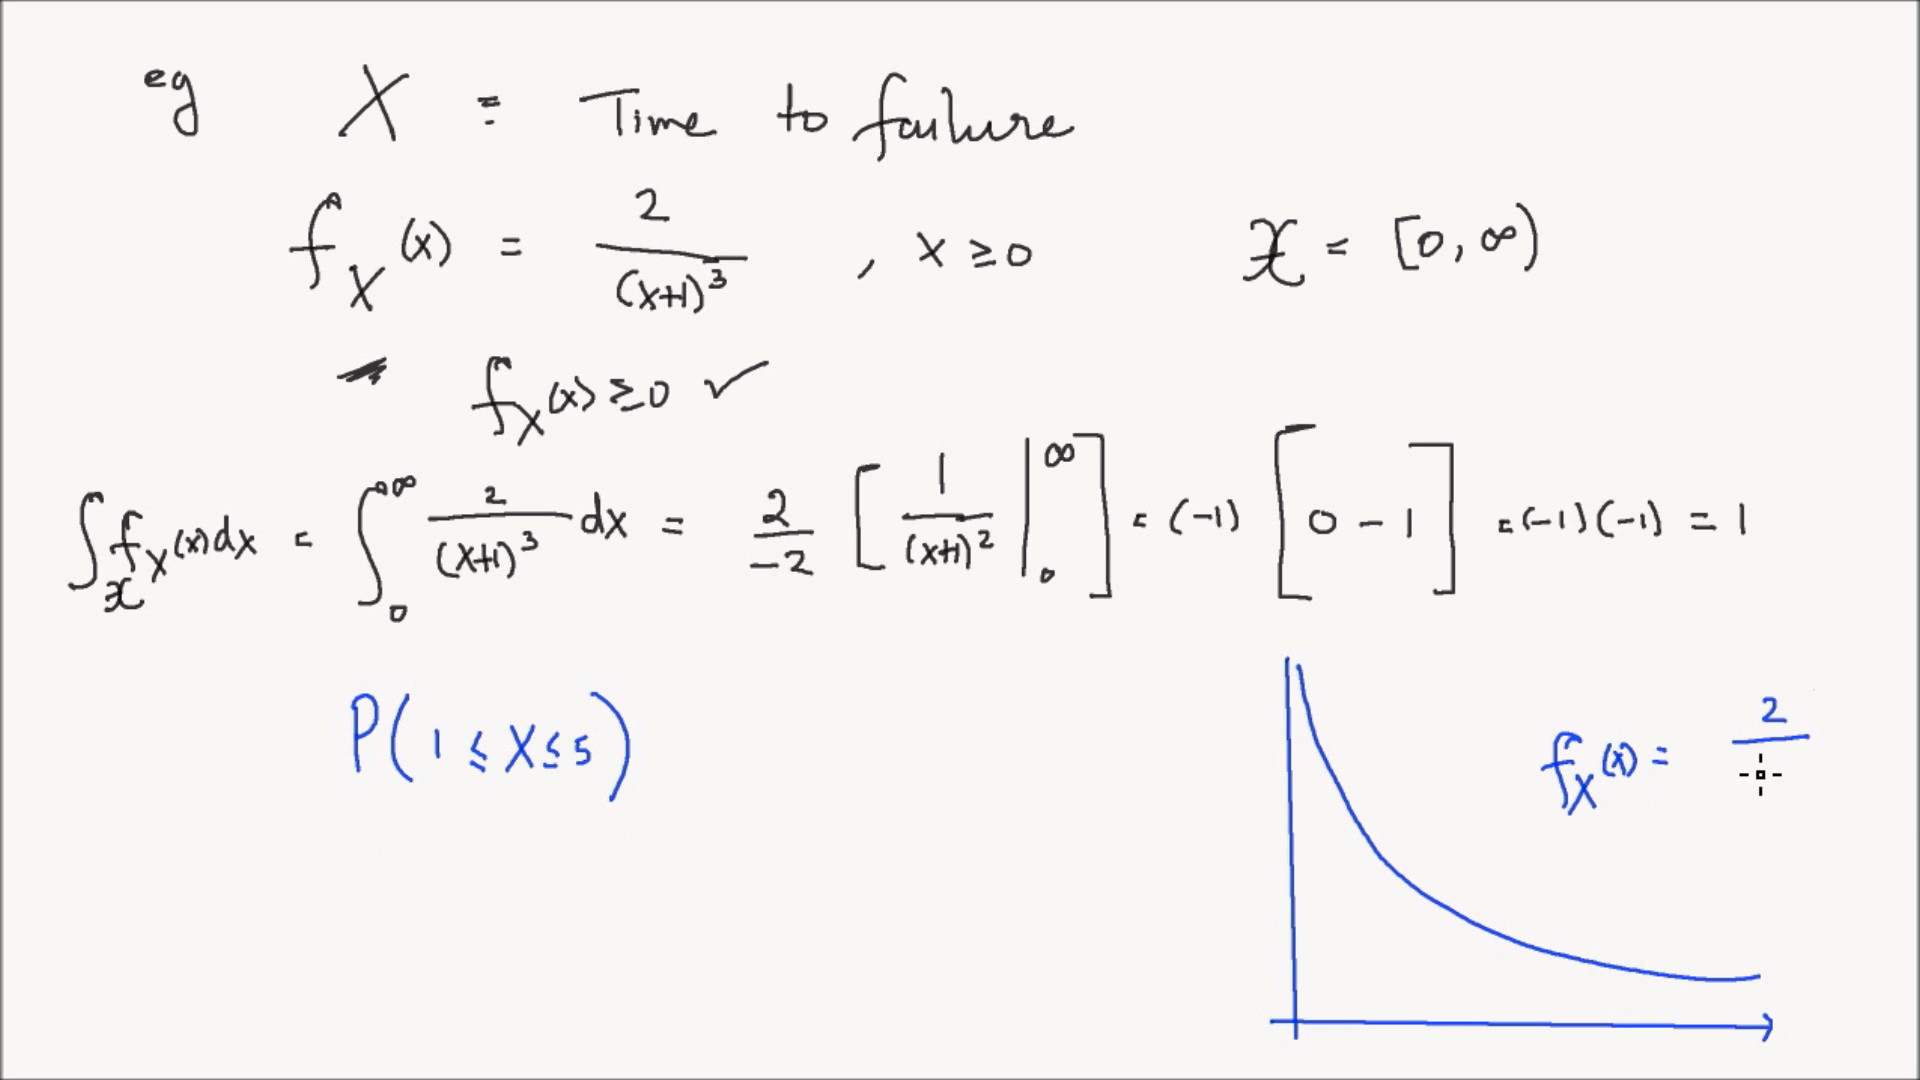 eg X = Time to failure
f_X(x) = 2/(x+1)^3 , x ≥ 0 𝒳 = [0, ∞)
f_X(x) ≥ 0 ✓
∫_𝒳 f_X(x)dx = ∫_0^∞ 2/(x+1)^3 dx = 2/-2 [1/(x+1)^2 |_0^∞] = (-1) [0 - 1] = (-1)(-1) = 1
P(1 ≤ X ≤ 5)
f_X(x) = 2